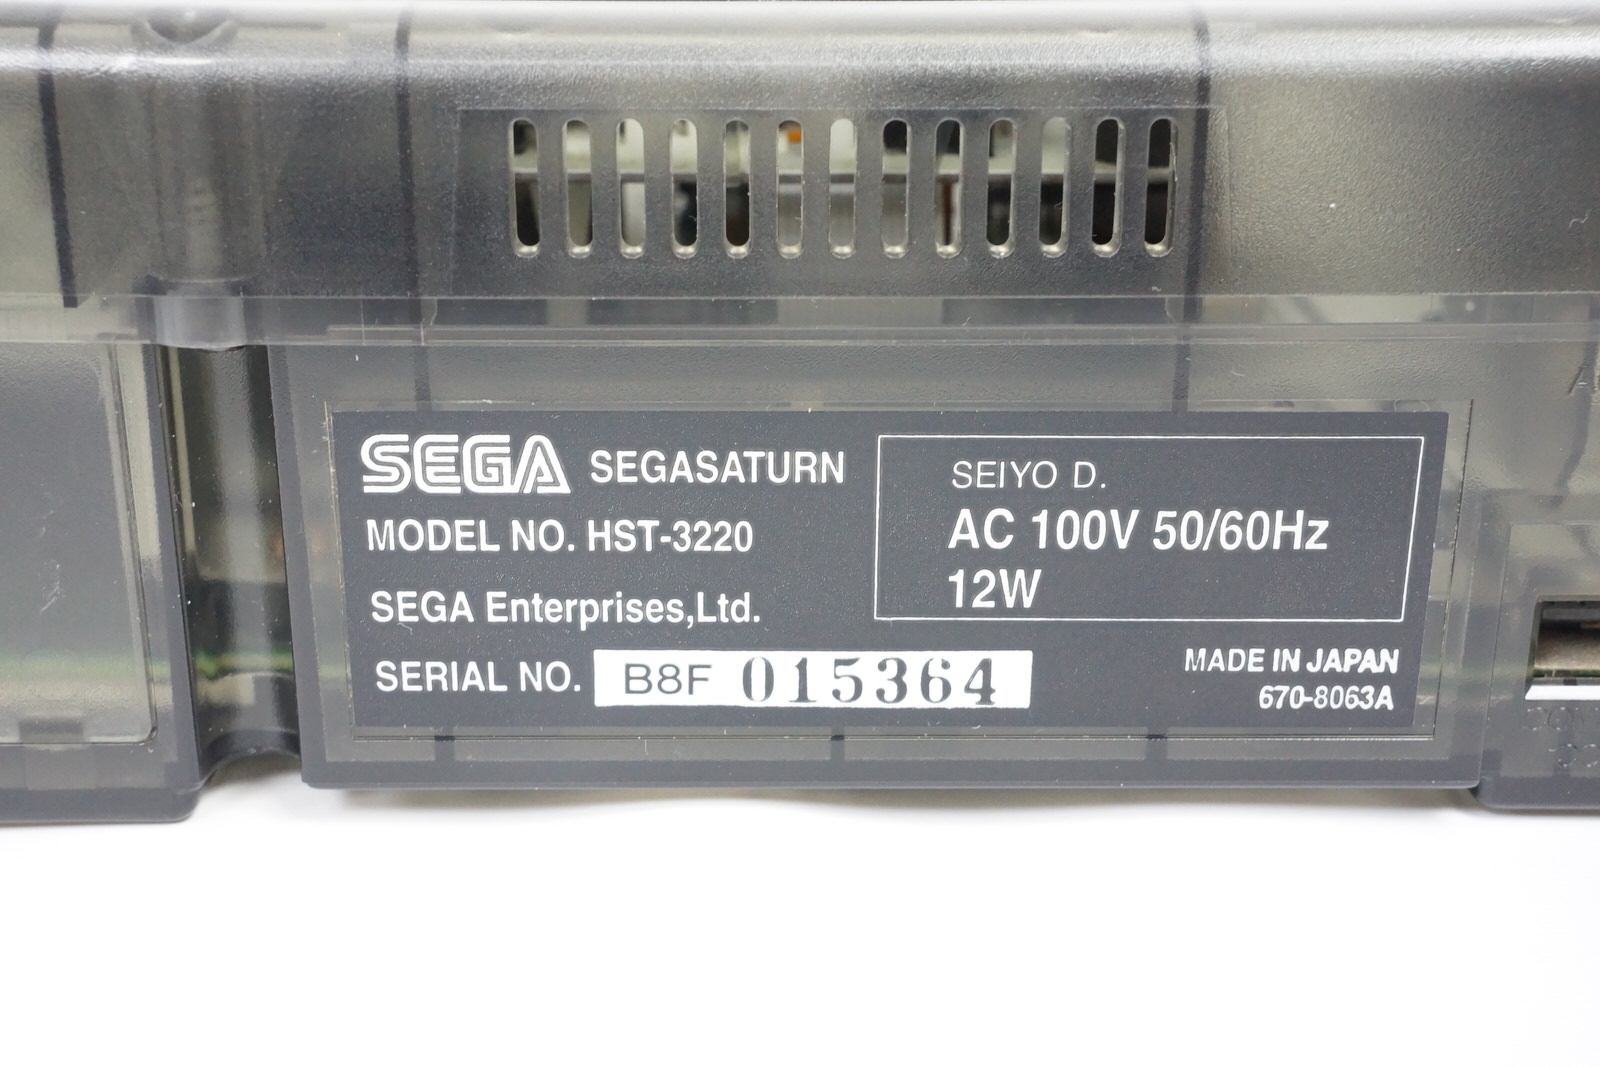 SEGA SEGASATURN
MODEL NO. HST-3220
SEGA Enterprises,Ltd.
SERIAL NO. B8F 015364
SEIYO D.
AC 100V 50/60Hz
12W
MADE IN JAPAN
670-8063A